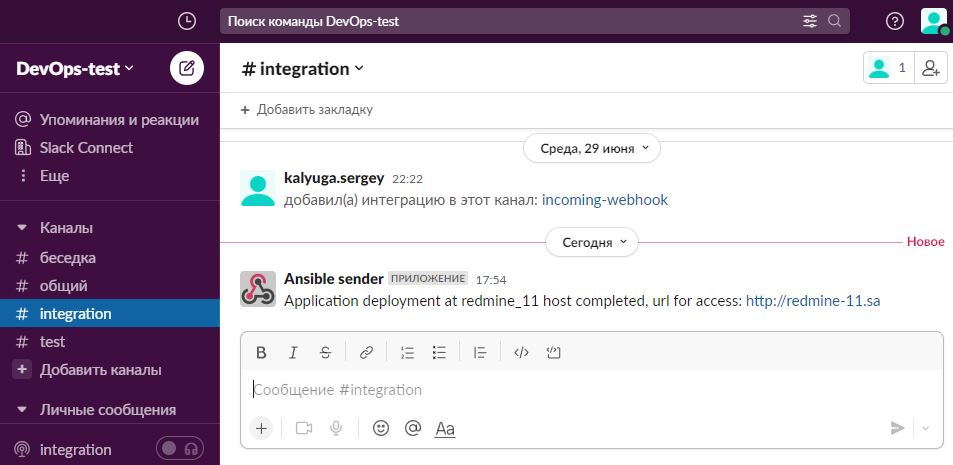 Поиск команды DevOps-test
DevOps-test
# integration
1
Упоминания и реакции
Slack Connect
Еще
+ Добавить закладку
Среда, 29 июня
kalyuga.sergey 22:22
добавил(а) интеграцию в этот канал: incoming-webhook
Каналы
# беседка
# общий
# integration
# test
+ Добавить каналы
Личные сообщения
integration
Сегодня
Новое
Ansible sender ПРИЛОЖЕНИЕ 17:54
Application deployment at redmine_11 host completed, url for access: http://redmine-11.sa
B I S
Сообщение #integration
+ @ Aa